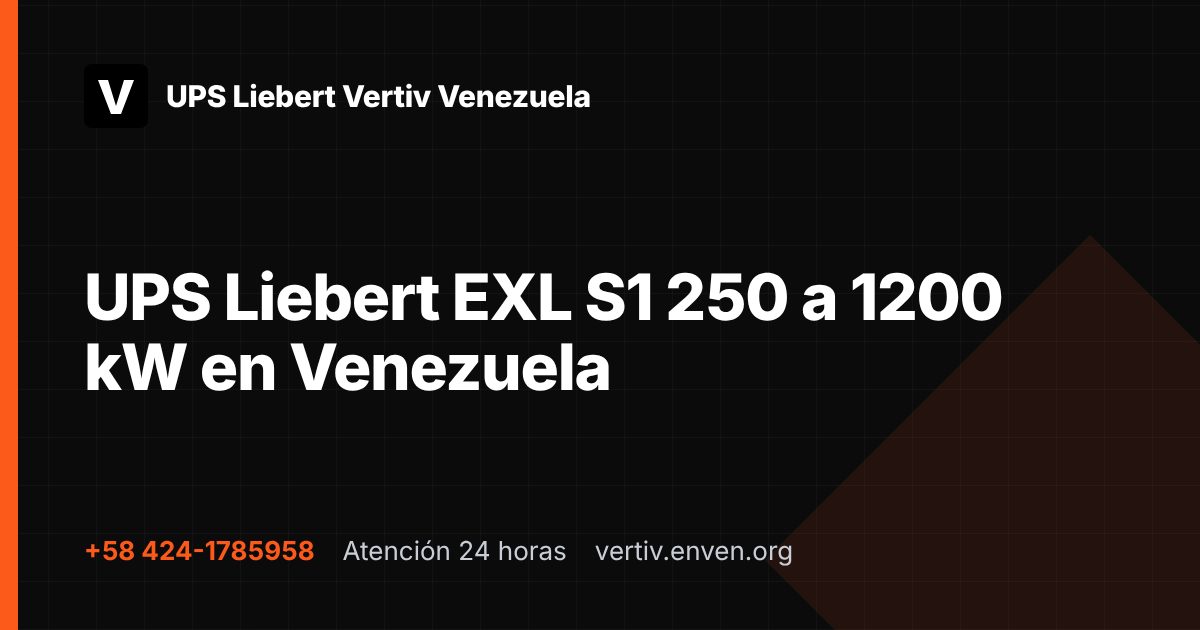 V
UPS Liebert Vertiv Venezuela
UPS Liebert EXL S1 250 a 1200
kW en Venezuela
+58 424-1785958 Atención 24 horas vertiv.enven.org